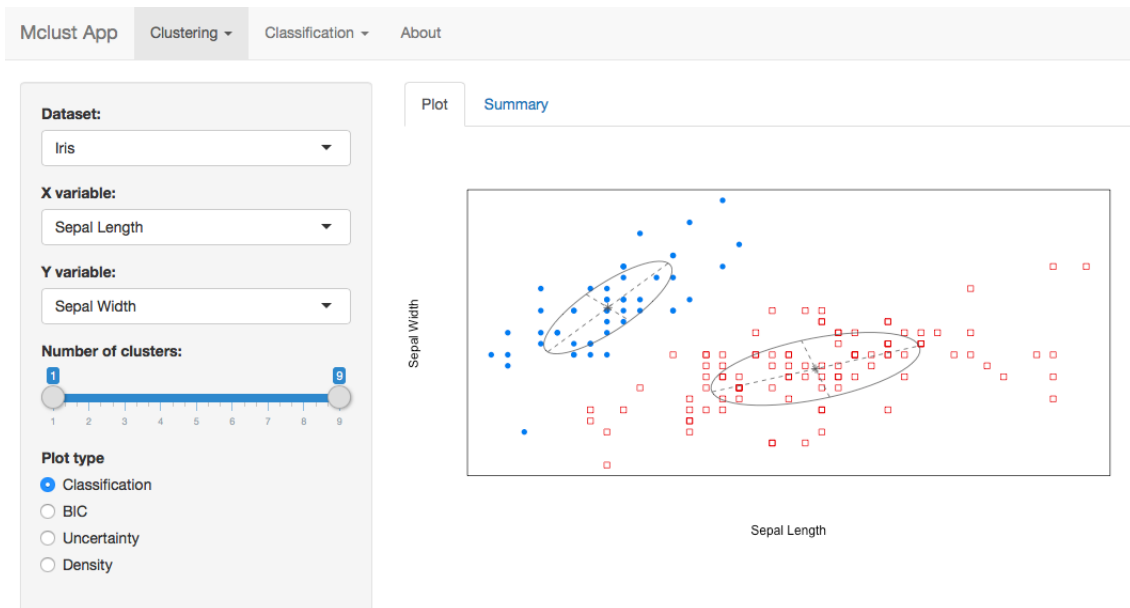 Mclust App Clustering Classification About
Dataset:
Iris
X variable:
Sepal Length
Y variable:
Sepal Width
Number of clusters:
1 9
1 2 3 4 5 6 7 8 9
Plot type
Classification
BIC
Uncertainty
Density
Plot Summary
Sepal Width
Sepal Length